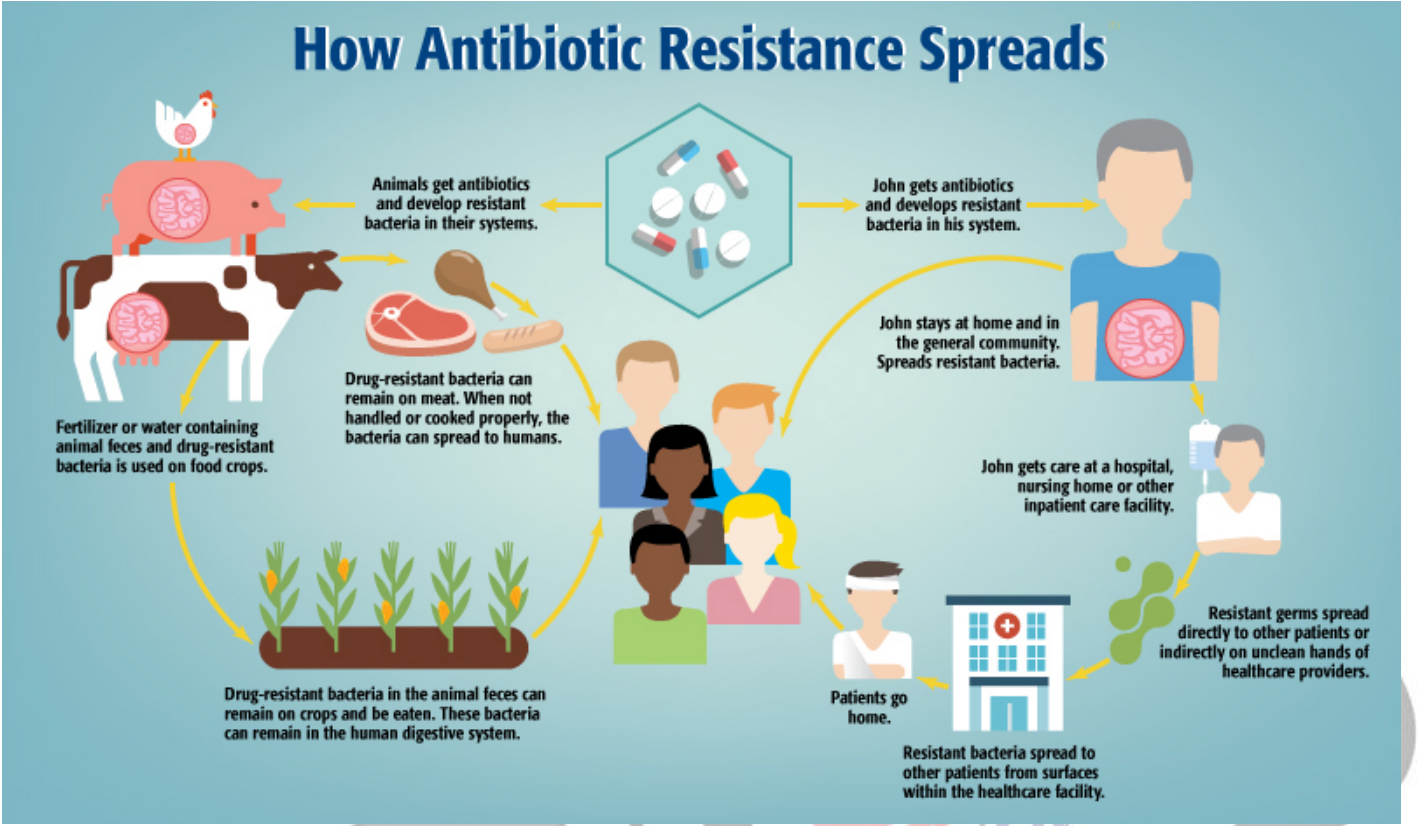 How Antibiotic Resistance Spreads
Animals get antibiotics
and develop resistant
bacteria in their systems.
John gets antibiotics
and develops resistant
bacteria in his system.
Drug-resistant bacteria can
remain on meat. When not
handled or cooked properly, the
bacteria can spread to humans.
John stays at home and in
the general community.
Spreads resistant bacteria.
Fertilizer or water containing
animal feces and drug-resistant
bacteria is used on food crops.
John gets care at a hospital,
nursing home or other
inpatient care facility.
Drug-resistant bacteria in the animal feces can
remain on crops and be eaten. These bacteria
can remain in the human digestive system.
Resistant germs spread
directly to other patients or
indirectly on unclean hands of
healthcare providers.
Patients go
home.
Resistant bacteria spread to
other patients from surfaces
within the healthcare facility.